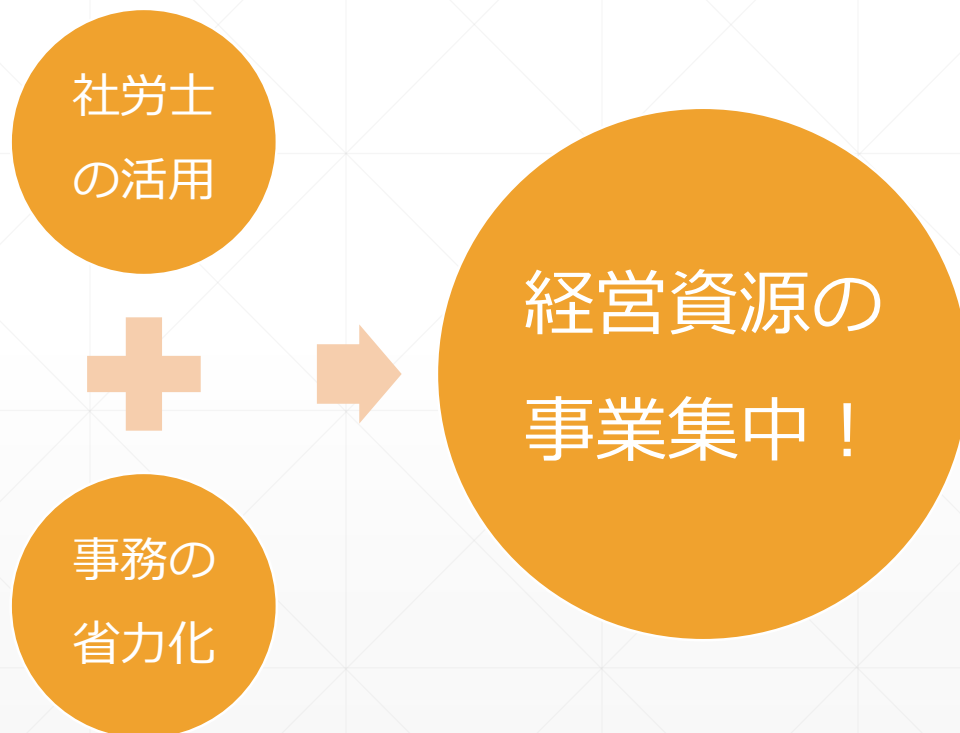 社労士
の活用
事務の
省力化
経営資源の
事業集中！